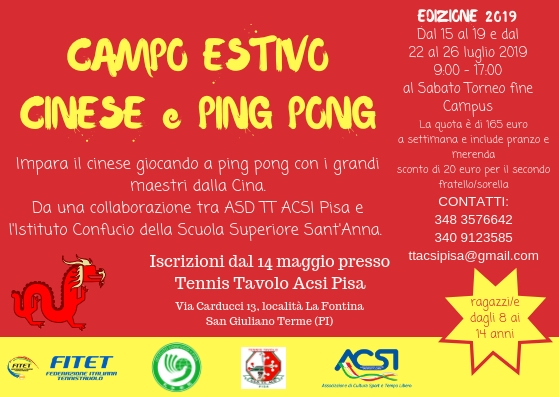 CAMPO ESTIVO
CINESE e PING PONG
Impara il cinese giocando a ping pong con i grandi
maestri dalla Cina.
Da una collaborazione tra ASD TT ACSI Pisa e
l'Istituto Confucio della Scuola Superiore Sant'Anna.
Iscrizioni dal 14 maggio presso
Tennis Tavolo Acsi Pisa
Via Carducci 13, località La Fontina
San Giuliano Terme (PI)
EDIZIONE 2019
Dal 15 al 19 e dal
22 al 26 luglio 2019
9:00 - 17:00
al Sabato Torneo fine
Campus
La quota è di 165 euro
a settimana e include pranzo e
merenda
sconto di 20 euro per il secondo
fratello/sorella
CONTATTI:
348 3576642
340 9123585
ttacsipisa@gmail.com
ragazzi/e
dagli 8 ai
14 anni
FITET
FITET
FEDERAZIONE ITALIANA
TENNISTAVOLO
ACSI
Associazione di Cultura Sport e Tempo Libero